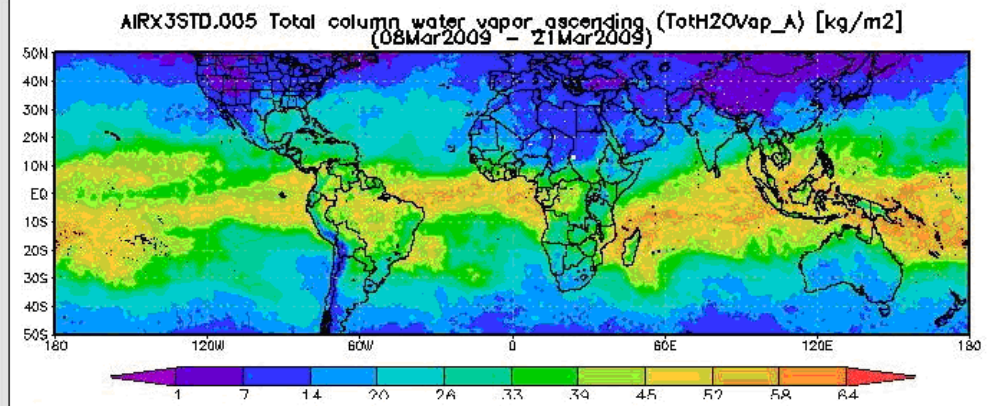 AIRX3STD.005 Total column water vapor ascending (TotH2OVap_A) [kg/m2]
(08Mar2009 - 21Mar2009)
50N
40N
30N
20N
10N
EQ
10S
20S
30S
40S
50S
180 120W 60W 0 60E 120E 180
1 7 14 20 26 33 39 45 52 58 64